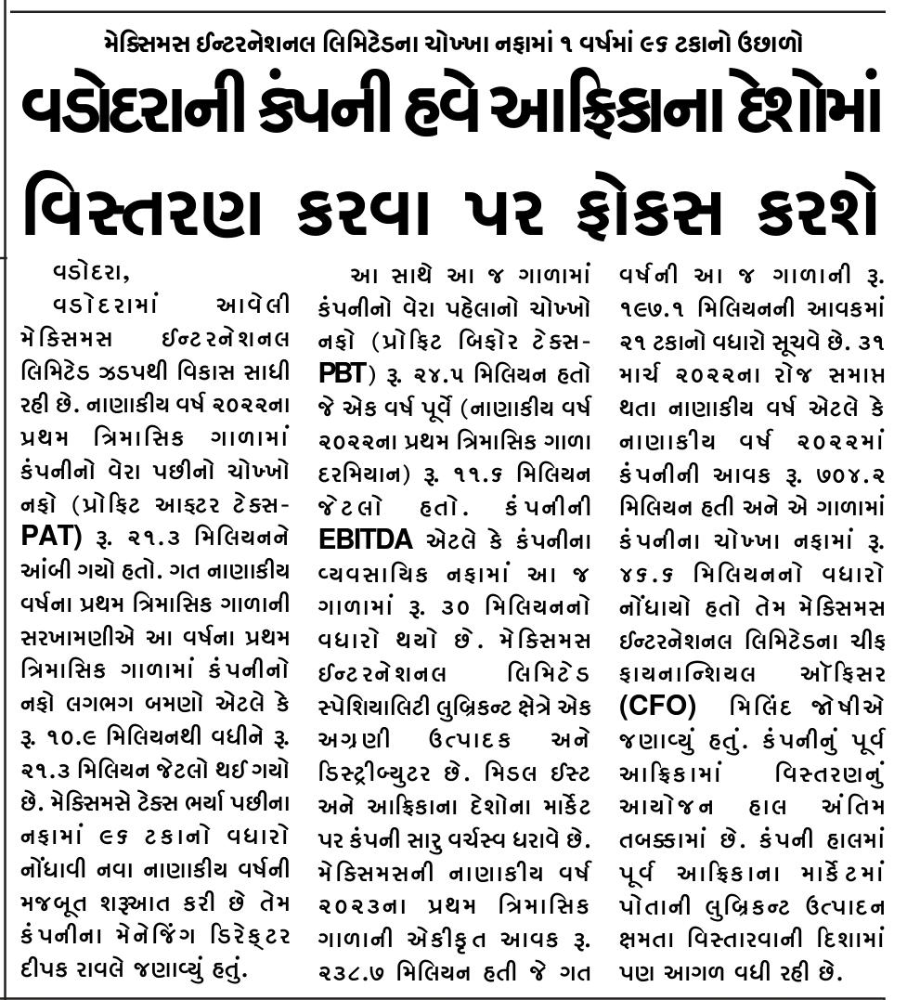 મેક્સિમસ ઈન્ટરનેશનલ લિમિટેડના ચોખ્ખા નફામાં ૧ વર્ષમાં ૯૬ ટકાનો ઉછાળો
વડોદરાની કંપની હવે આફ્રિકાના દેશોમાં
વિસ્તરણ કરવા પર ફોકસ કરશે
વડોદરા,
વડોદરામાં આવેલી
મેક્સિમસ ઈન્ટરનેશનલ
લિમિટેડ ઝડપથી વિકાસ સાધી
રહી છે. નાણાકીય વર્ષ ૨૦૨૨ના
પ્રથમ ત્રિમાસિક ગાળામાં
કંપનીનો વેરા પછીનો ચોખ્ખો
નફો (પ્રોફિટ આફ્ટર ટેક્સ-
PAT) રૂ. ૨૧.૩ મિલિયનને
આંબી ગયો હતો. ગત નાણાકીય
વર્ષના પ્રથમ ત્રિમાસિક ગાળાની
સરખામણીએ આ વર્ષના પ્રથમ
ત્રિમાસિક ગાળામાં કંપનીનો
નફો લગભગ બમણો એટલે કે
રૂ. ૧૦.૯ મિલિયનથી વધીને રૂ.
૨૧.૩ મિલિયન જેટલો થઈ ગયો
છે. મેક્સિમસે ટેક્સ ભર્યા પછીના
નફામાં ૯૬ ટકાનો વધારો
નોંધાવી નવા નાણાકીય વર્ષની
મજબૂત શરૂઆત કરી છે તેમ
કંપનીના મેનેજિંગ ડિરેક્ટર
દીપક રાવલે જણાવ્યું હતું.
આ સાથે આ જ ગાળામાં
કંપનીનો વેરા પહેલાનો ચોખ્ખો
નફો (પ્રોફિટ બિફોર ટેક્સ-
PBT) રૂ. ૨૪.૫ મિલિયન હતો
જે એક વર્ષ પૂર્વે (નાણાકીય વર્ષ
૨૦૨૨ના પ્રથમ ત્રિમાસિક ગાળા
દરમિયાન) રૂ. ૧૧.૬ મિલિયન
જેટલો હતો. કંપનીની
EBITDA એટલે કે કંપનીના
વ્યવસાયિક નફામાં આ જ
ગાળામાં રૂ. ૩૦ મિલિયનનો
વધારો થયો છે. મેક્સિમસ
ઈન્ટરનેશનલ લિમિટેડ
સ્પેશિયાલિટી લુબ્રિકન્ટ ક્ષેત્રે એક
અગ્રણી ઉત્પાદક અને
ડિસ્ટ્રીબ્યુટર છે. મિડલ ઈસ્ટ
અને આફ્રિકાના દેશોના માર્કેટ
પર કંપની સારુ વર્ચસ્વ ધરાવે છે.
મેક્સિમસની નાણાકીય વર્ષ
૨૦૨૩ના પ્રથમ ત્રિમાસિક
ગાળાની એકીકૃત આવક રૂ.
૨૩૮.૭ મિલિયન હતી જે ગત
વર્ષની આ જ ગાળાની રૂ.
૧૯૭.૧ મિલિયનની આવકમાં
૨૧ ટકાનો વધારો સૂચવે છે. ૩૧
માર્ચ ૨૦૨૨ના રોજ સમાપ્ત
થતા નાણાકીય વર્ષ એટલે કે
નાણાકીય વર્ષ ૨૦૨૨માં
કંપનીની આવક રૂ. ૭૦૪.૨
મિલિયન હતી અને એ ગાળામાં
કંપનીના ચોખ્ખા નફામાં રૂ.
૪૬.૬ મિલિયનનો વધારો
નોંધાયો હતો તેમ મેક્સિમસ
ઈન્ટરનેશનલ લિમિટેડના ચીફ
ફાયનાન્શિયલ ઓફિસર
(CFO) મિલિંદ જોષીએ
જણાવ્યું હતું. કંપનીનું પૂર્વ
આફ્રિકામાં વિસ્તરણનું
આયોજન હાલ અંતિમ
તબક્કામાં છે. કંપની હાલમાં
પૂર્વ આફ્રિકાના માર્કેટમાં
પોતાની લુબ્રિકન્ટ ઉત્પાદન
ક્ષમતા વિસ્તારવાની દિશામાં
પણ આગળ વધી રહી છે.